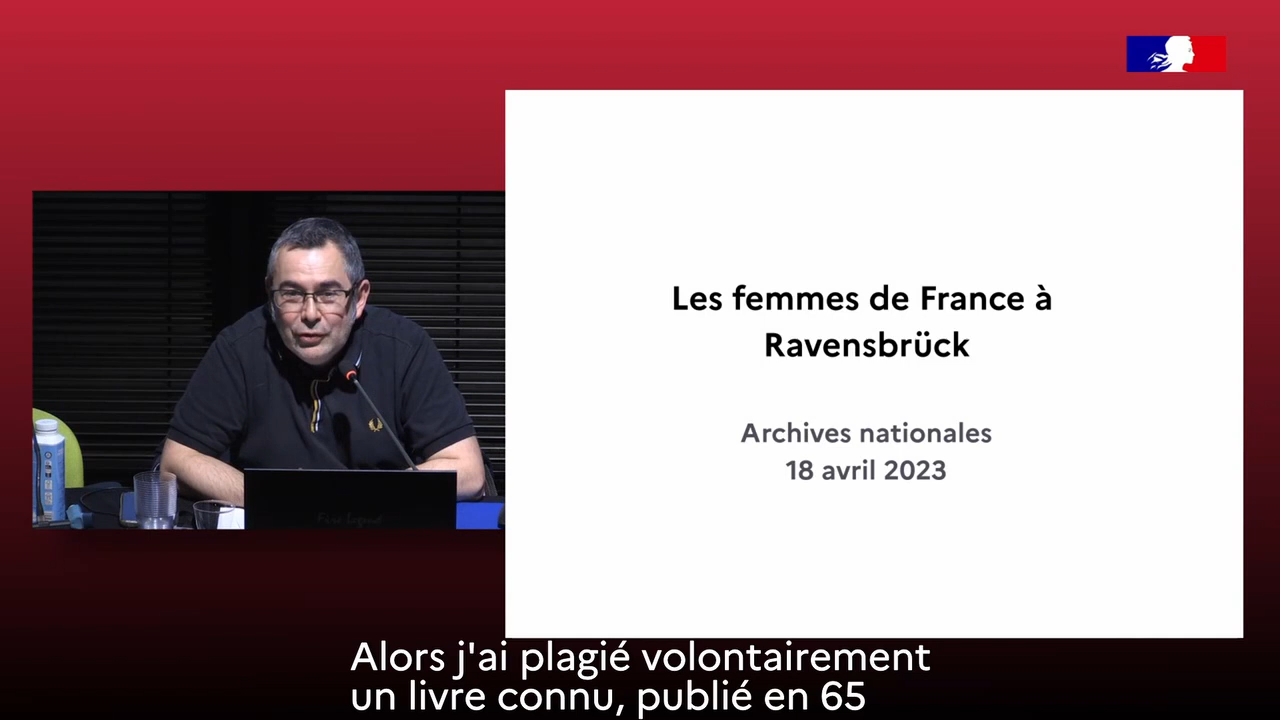 Les femmes de France à
Ravensbrück
Archives nationales
18 avril 2023
Alors j'ai plagié volontairement
un livre connu, publié en 65